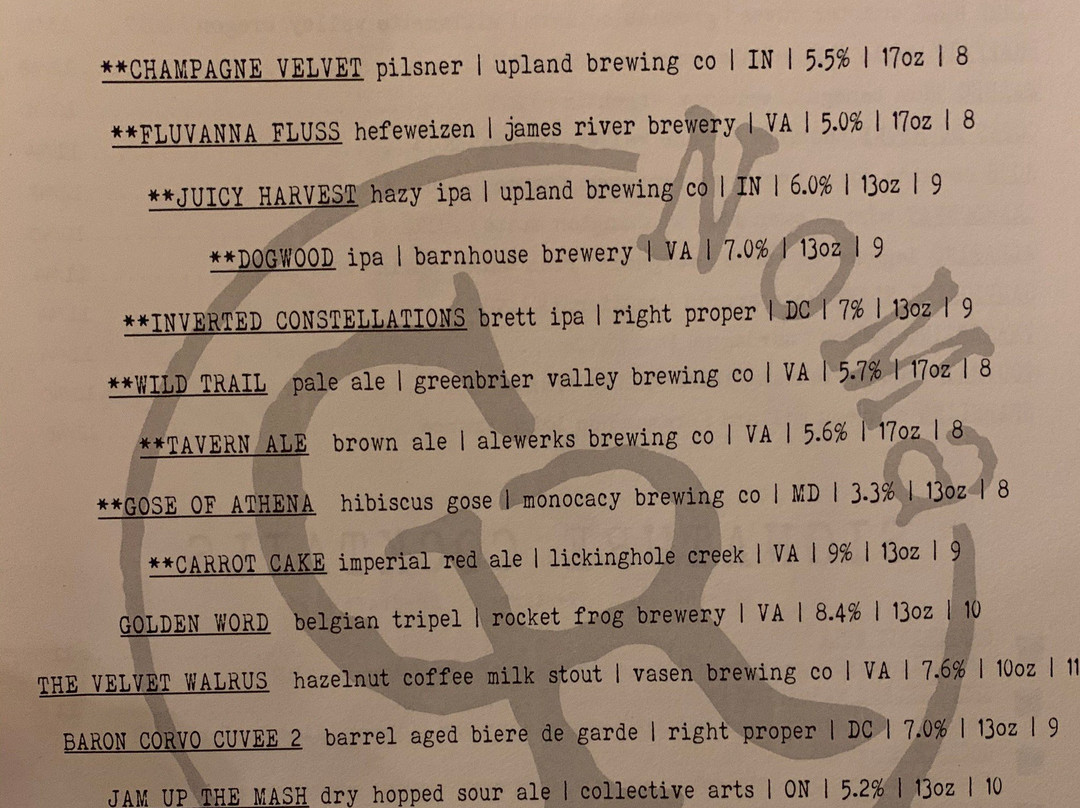 **CHAMPAGNE VELVET pilsner | upland brewing co | IN | 5.5% | 17oz | 8
**FLUVANNA FLUSS hefeweizen | james river brewery | VA | 5.0% | 17oz | 8
**JUICY HARVEST hazy ipa | upland brewing co | IN | 6.0% | 13oz | 9
**DOGWOOD ipa | barnhouse brewery | VA | 7.0% | 13oz | 9
**INVERTED CONSTELLATIONS brett ipa | right proper | DC | 7% | 13oz | 9
**WILD TRAIL pale ale | greenbrier valley brewing co | VA | 5.7% | 17oz | 8
**TAVERN ALE brown ale | alewerks brewing co | VA | 5.6% | 17oz | 8
**GOSE OF ATHENA hibiscus gose | monocacy brewing co | MD | 3.3% | 13oz | 8
**CARROT CAKE imperial red ale | lickinghole creek | VA | 9% | 13oz | 9
GOLDEN WORD belgian tripel | rocket frog brewery | VA | 8.4% | 13oz | 10
THE VELVET WALRUS hazelnut coffee milk stout | vasen brewing co | VA | 7.6% | 10oz | 11
BARON CORVO CUVEE 2 barrel aged biere de garde | right proper | DC | 7.0% | 13oz | 9
JAM UP THE MASH dry hopped sour ale | collective arts | ON | 5.2% | 13oz | 10